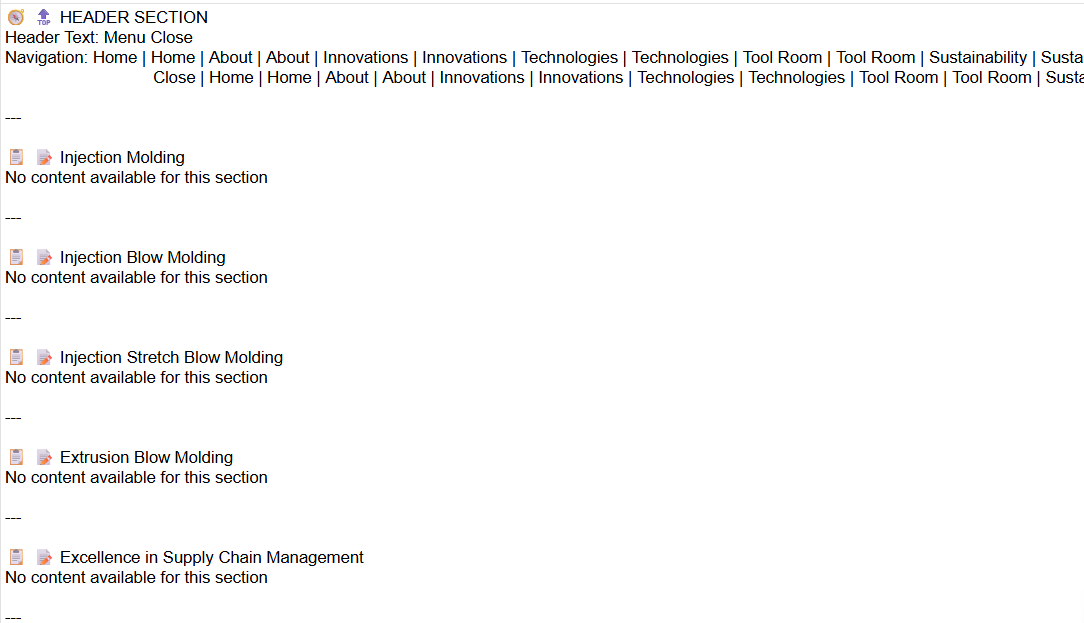 HEADER SECTION
Header Text: Menu Close
Navigation: Home | Home | About | About | Innovations | Innovations | Technologies | Technologies | Tool Room | Tool Room | Sustainability | Susta
Close | Home | Home | About | About | Innovations | Innovations | Technologies | Technologies | Tool Room | Tool Room | Susta
---
Injection Molding
No content available for this section
---
Injection Blow Molding
No content available for this section
---
Injection Stretch Blow Molding
No content available for this section
---
Extrusion Blow Molding
No content available for this section
---
Excellence in Supply Chain Management
No content available for this section
---